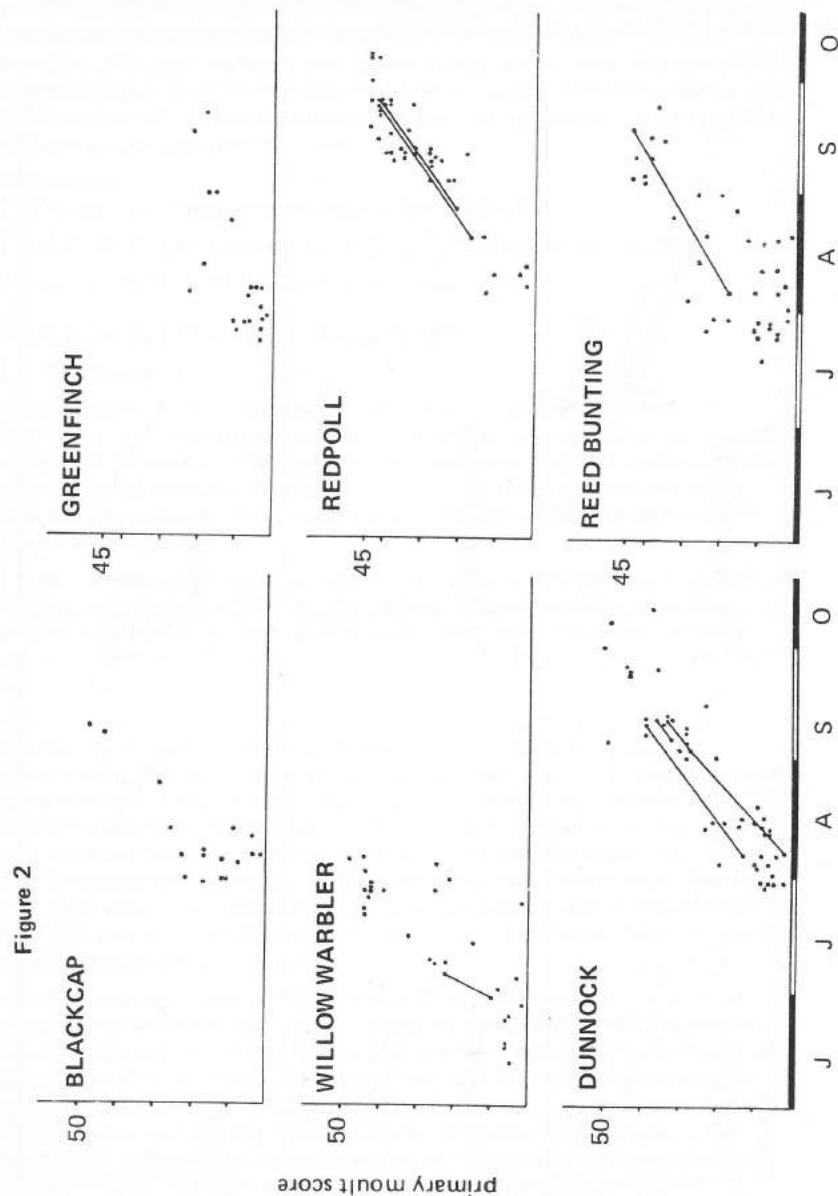 Figure 2
BLACKCAP
50
GREENFINCH
45
WILLOW WARBLER
50
REDPOLL
45
DUNNOCK
50
REED BUNTING
45
primary moult score
J J A S O
J J A S O